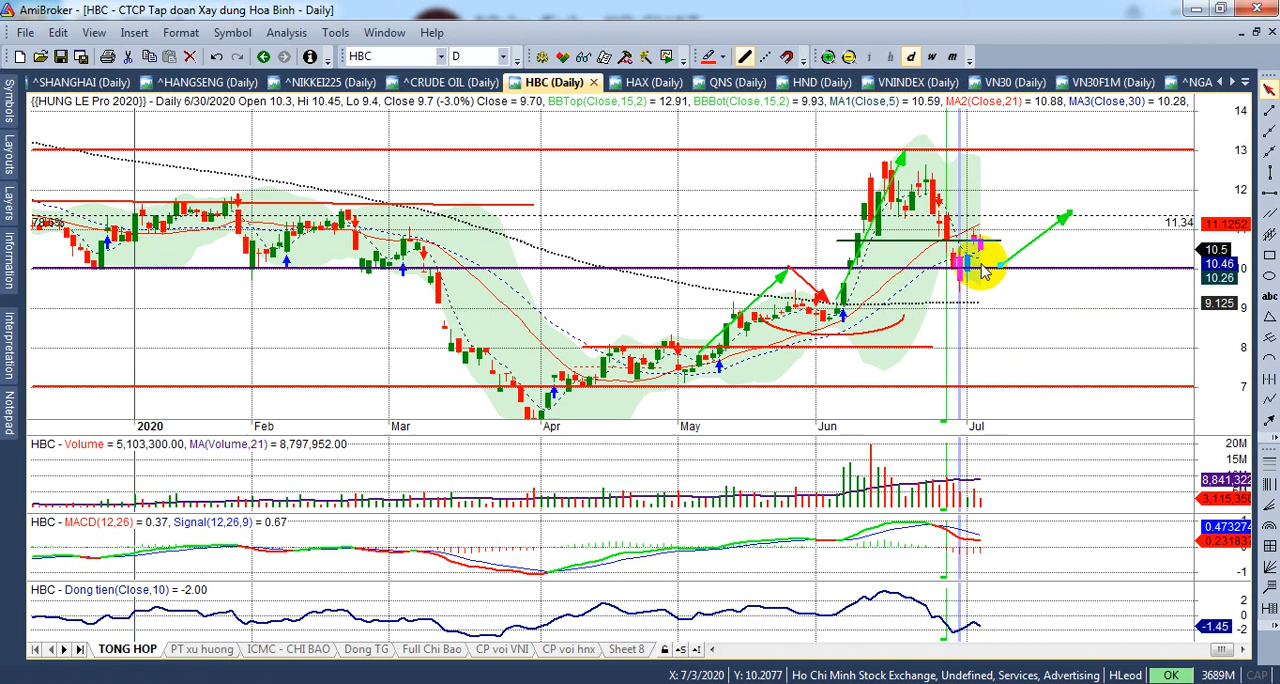 AmiBroker - [HBC - CTCP Tap doan Xay dung Hoa Binh - Daily]
File Edit View Insert Format Symbol Analysis Tools Window Help
HBC D d w m
^SHANGHAI (Daily) ^HANGSENG (Daily) ^NIKKEI225 (Daily) ^CRUDE OIL (Daily) HBC (Daily) HAX (Daily) QNS (Daily) HND (Daily) VNINDEX (Daily) VN30 (Daily) VN30F1M (Daily) ^NGA
{{HUNG LE Pro 2020}} - Daily 6/30/2020 Open 10.3, Hi 10.45, Lo 9.4, Close 9.7 (-3.0%) Close = 9.70, BBTop(Close,15,2) = 12.91, BBBot(Close,15,2) = 9.93, MA1(Close,5) = 10.59, MA2(Close,21) = 10.88, MA3(Close,30) = 10.28,
Symbols
Layouts
Layers
Information
Interpretation
Notepad
abc
14
13
12
78.6%
11.34
11.1252
10.5
10.46
10
10.26
9.125
9
8
7
2020 Feb Mar Apr May Jun Jul
HBC - Volume = 5,103,300.00, MA(Volume,21) = 8,797,952.00
20M
15M
8,841,322
3,115,350
HBC - MACD(12,26) = 0.37, Signal(12,26,9) = 0.67
0.473274
0.231837
-1
HBC - Dong tien(Close,10) = -2.00
2
0
-1.45
-2
TONG HOP PT xu huong ICMC - CHI BAO Dong TG Full Chi Bao CP voi VNI CP voi hnx Sheet 8
X: 7/3/2020 Y: 10.2077 Ho Chi Minh Stock Exchange, Undefined, Services, Advertising HLeod OK 3689M CAP